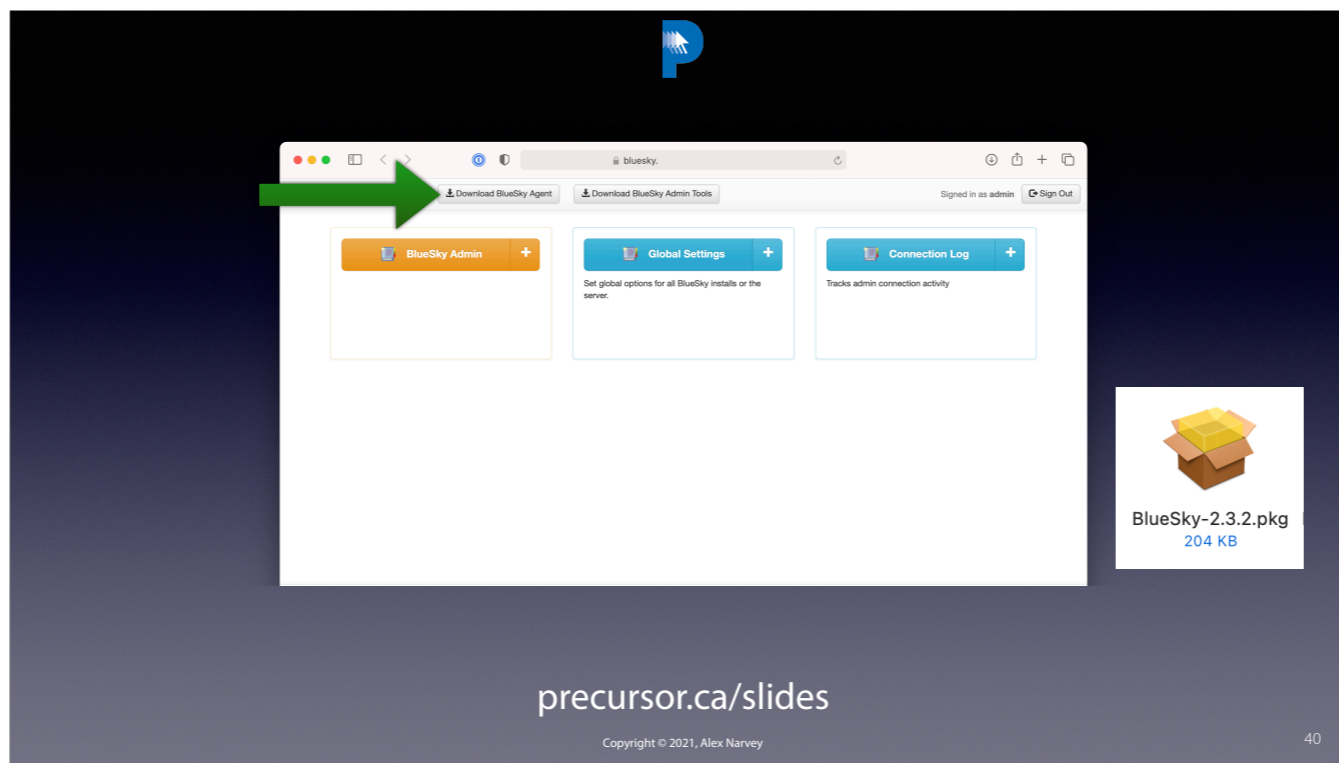 bluesky.
Download BlueSky Agent
Download BlueSky Admin Tools
Signed in as admin
Sign Out
BlueSky Admin +
Global Settings +
Connection Log +
Set global options for all BlueSky installs or the
server.
Tracks admin connection activity
BlueSky-2.3.2.pkg
204 KB
precursor.ca/slides
Copyright © 2021, Alex Narvey
40